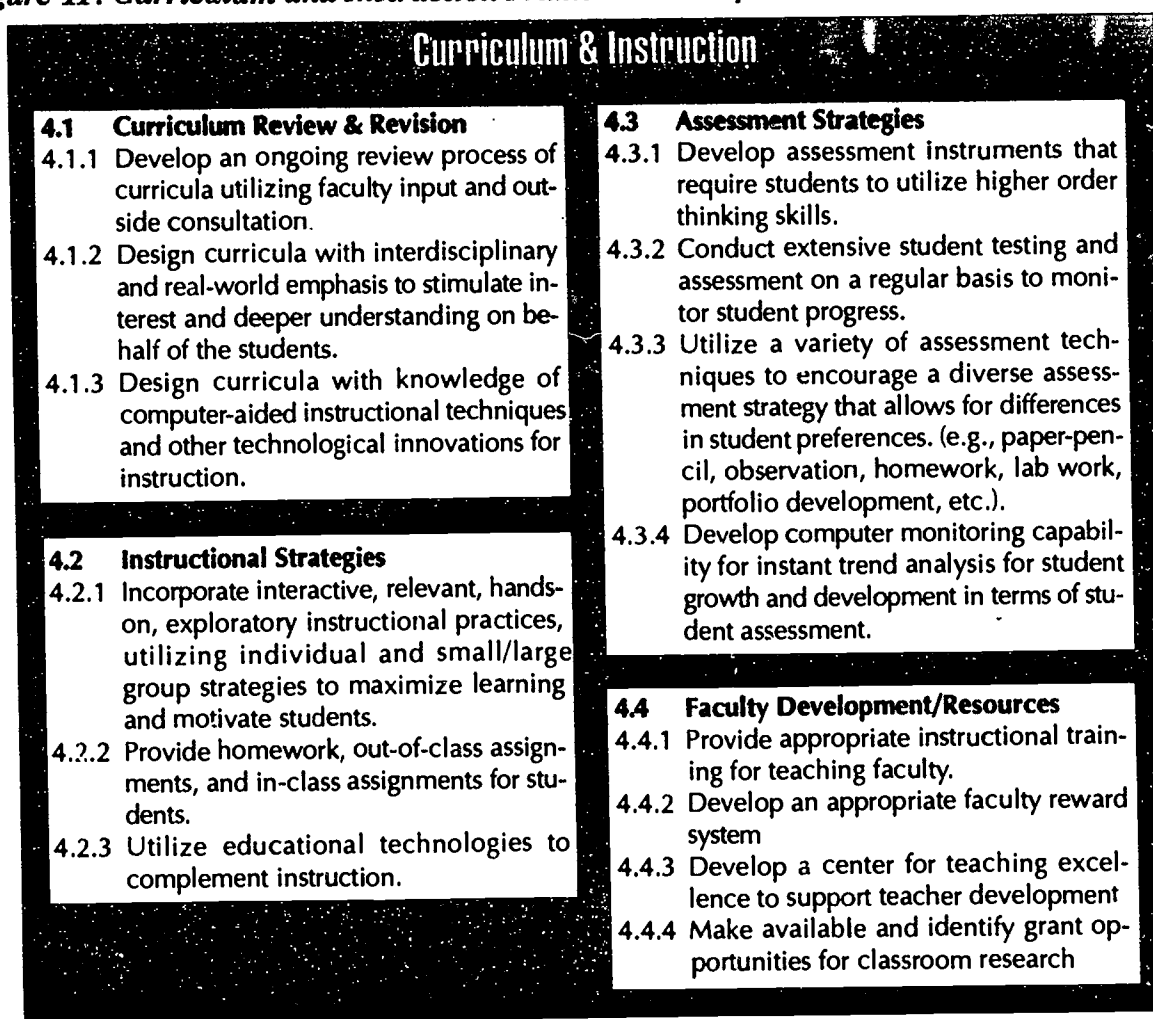 Curriculum & Instruction
4.1 Curriculum Review & Revision
4.1.1 Develop an ongoing review process of
curricula utilizing faculty input and out-
side consultation.
4.1.2 Design curricula with interdisciplinary
and real-world emphasis to stimulate in-
terest and deeper understanding on be-
half of the students.
4.1.3 Design curricula with knowledge of
computer-aided instructional techniques
and other technological innovations for
instruction.
4.2 Instructional Strategies
4.2.1 Incorporate interactive, relevant, hands-
on, exploratory instructional practices,
utilizing individual and small/large
group strategies to maximize learning
and motivate students.
4.2.2 Provide homework, out-of-class assign-
ments, and in-class assignments for stu-
dents.
4.2.3 Utilize educational technologies to
complement instruction.
4.3 Assessment Strategies
4.3.1 Develop assessment instruments that
require students to utilize higher order
thinking skills.
4.3.2 Conduct extensive student testing and
assessment on a regular basis to moni-
tor student progress.
4.3.3 Utilize a variety of assessment tech-
niques to encourage a diverse assess-
ment strategy that allows for differences
in student preferences. (e.g., paper-pen-
cil, observation, homework, lab work,
portfolio development, etc.).
4.3.4 Develop computer monitoring capabil-
ity for instant trend analysis for student
growth and development in terms of stu-
dent assessment.
4.4 Faculty Development/Resources
4.4.1 Provide appropriate instructional train-
ing for teaching faculty.
4.4.2 Develop an appropriate faculty reward
system
4.4.3 Develop a center for teaching excel-
lence to support teacher development
4.4.4 Make available and identify grant op-
portunities for classroom research